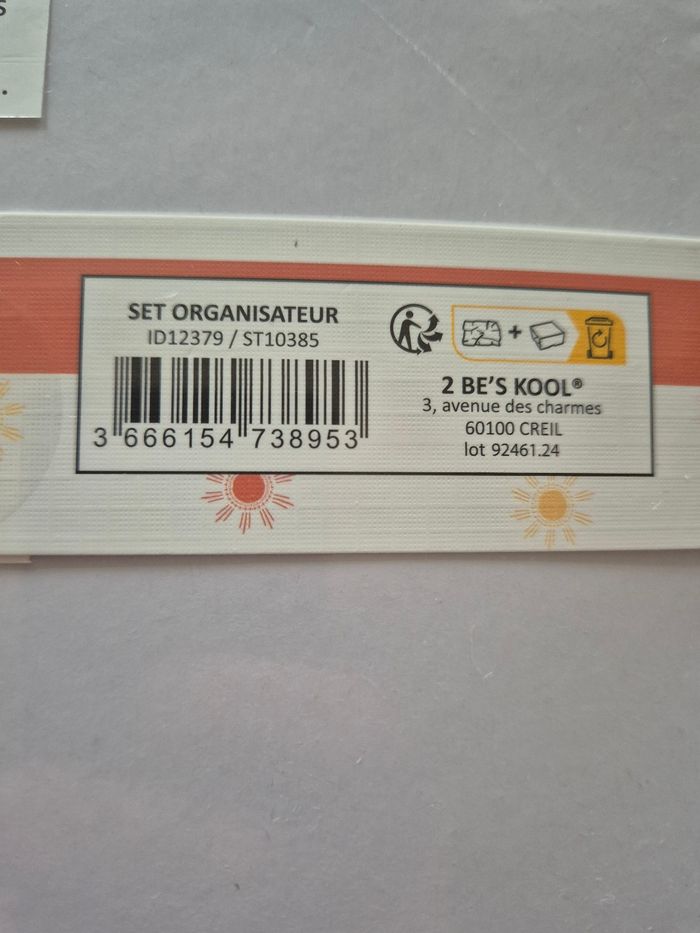 s
.
SET ORGANISATEUR
ID12379 / ST10385
3 666154 738953
2 BE'S KOOL®
3, avenue des charmes
60100 CREIL
lot 92461.24